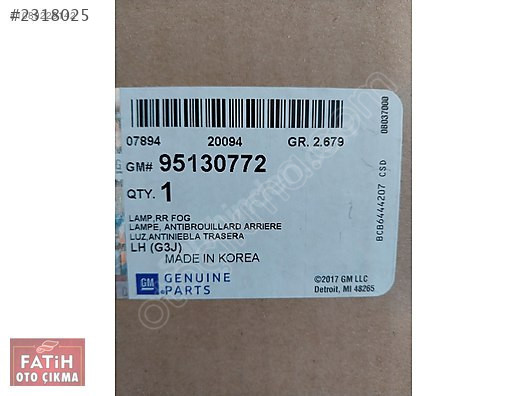 #2318025
07894 20094 GR. 2.679
GM# 95130772
QTY. 1
LAMP,RR FOG
LAMPE, ANTIBROUILLARD ARRIERE
LUZ,ANTINIEBLA TRASERA
LH (G3J)
MADE IN KOREA
GM GENUINE
PARTS
©2017 GM LLC
Detroit, MI 48265
08037000
BCB6444207 CSD
FATİH
OTO ÇIKMA